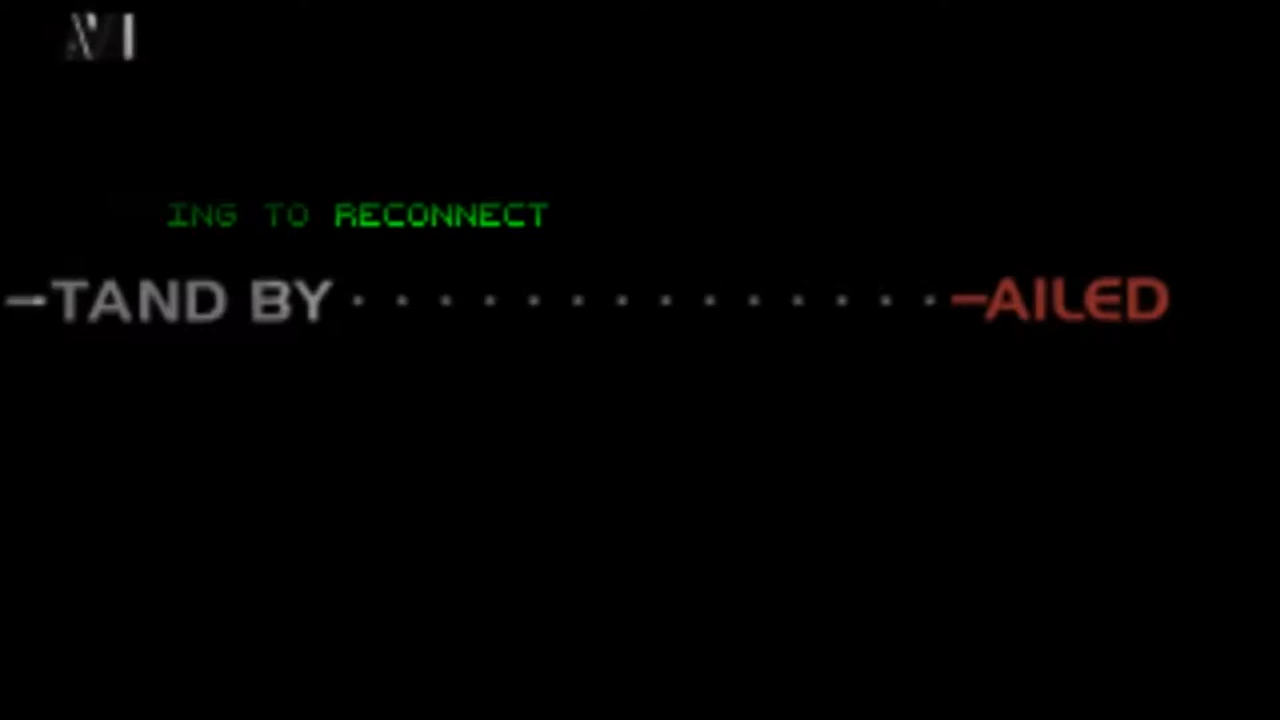 ING TO RECONNECT
TAND BY . . . . . . . . . . . . . . AILED